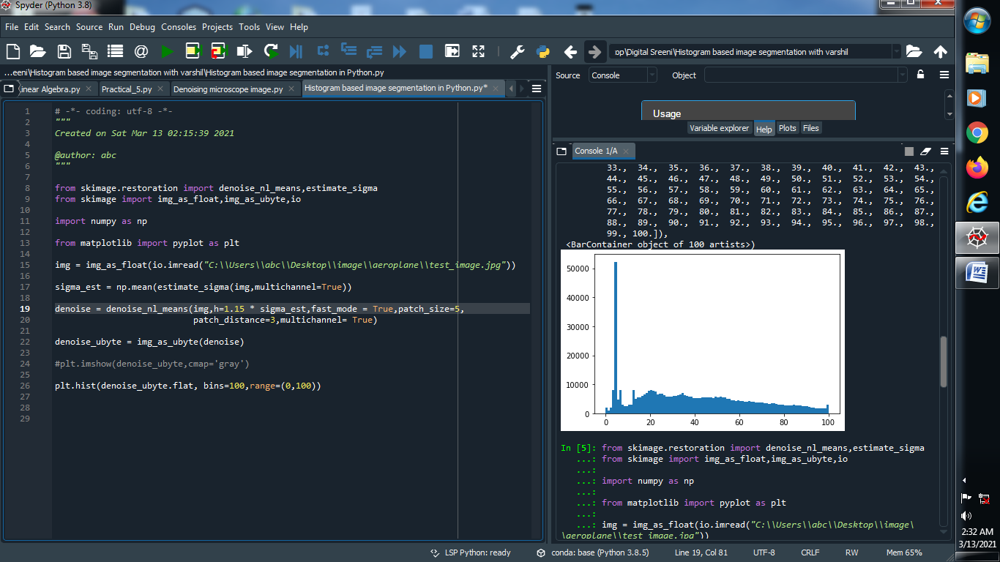 Spyder (Python 3.8)
File Edit Search Source Run Debug Consoles Projects Tools View Help
op\Digital Sreeni\Histogram based image segmentation with varshil
...eeni\Histogram based image segmentation with varshil\Histogram based image segmentation in Python.py
inear Algebra.py Practical_5.py Denoising microscope image.py Histogram based image segmentation in Python.py*
1 # -*- coding: utf-8 -*-
2 """
3 Created on Sat Mar 13 02:15:39 2021
4
5 @author: abc
6 """
7
8 from skimage.restoration import denoise_nl_means,estimate_sigma
9 from skimage import img_as_float,img_as_ubyte,io
10
11 import numpy as np
12
13 from matplotlib import pyplot as plt
14
15 img = img_as_float(io.imread("C:\\Users\\abc\\Desktop\\image\\aeroplane\\test_image.jpg"))
16
17 sigma_est = np.mean(estimate_sigma(img,multichannel=True))
18
19 denoise = denoise_nl_means(img,h=1.15 * sigma_est,fast_mode = True,patch_size=5,
20 patch_distance=3,multichannel= True)
21
22 denoise_ubyte = img_as_ubyte(denoise)
23
24 #plt.imshow(denoise_ubyte,cmap='gray')
25
26 plt.hist(denoise_ubyte.flat, bins=100,range=(0,100))
27
28
29
Source Console Object
Usage
Variable explorer Help Plots Files
Console 1/A
33., 34., 35., 36., 37., 38., 39., 40., 41., 42., 43.,
44., 45., 46., 47., 48., 49., 50., 51., 52., 53., 54.,
55., 56., 57., 58., 59., 60., 61., 62., 63., 64., 65.,
66., 67., 68., 69., 70., 71., 72., 73., 74., 75., 76.,
77., 78., 79., 80., 81., 82., 83., 84., 85., 86., 87.,
88., 89., 90., 91., 92., 93., 94., 95., 96., 97., 98.,
99., 100.]),
<BarContainer object of 100 artists>)
50000
40000
30000
20000
10000
0
0 20 40 60 80 100
In [5]: from skimage.restoration import denoise_nl_means,estimate_sigma
...: from skimage import img_as_float,img_as_ubyte,io
...:
...: import numpy as np
...:
...: from matplotlib import pyplot as plt
...:
...: img = img_as_float(io.imread("C:\\Users\\abc\\Desktop\\image\
\aeroplane\\test_image.jpg"))
LSP Python: ready conda: base (Python 3.8.5) Line 19, Col 81 UTF-8 CRLF RW Mem 65%
2:32 AM
3/13/2021